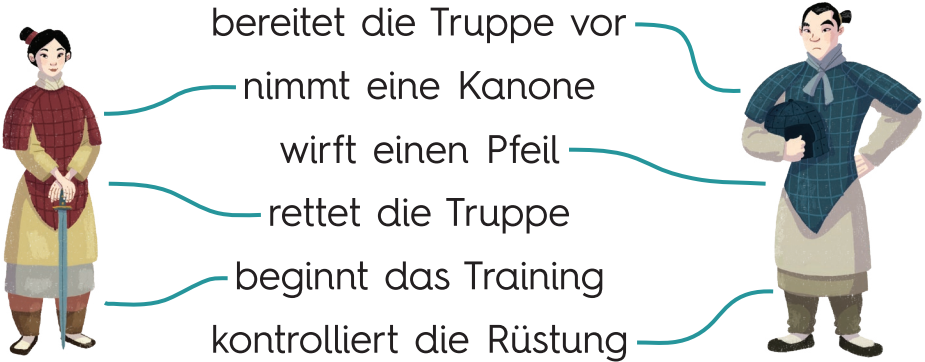 bereitet die Truppe vor
nimmt eine Kanone
wirft einen Pfeil
rettet die Truppe
beginnt das Training
kontrolliert die Rüstung